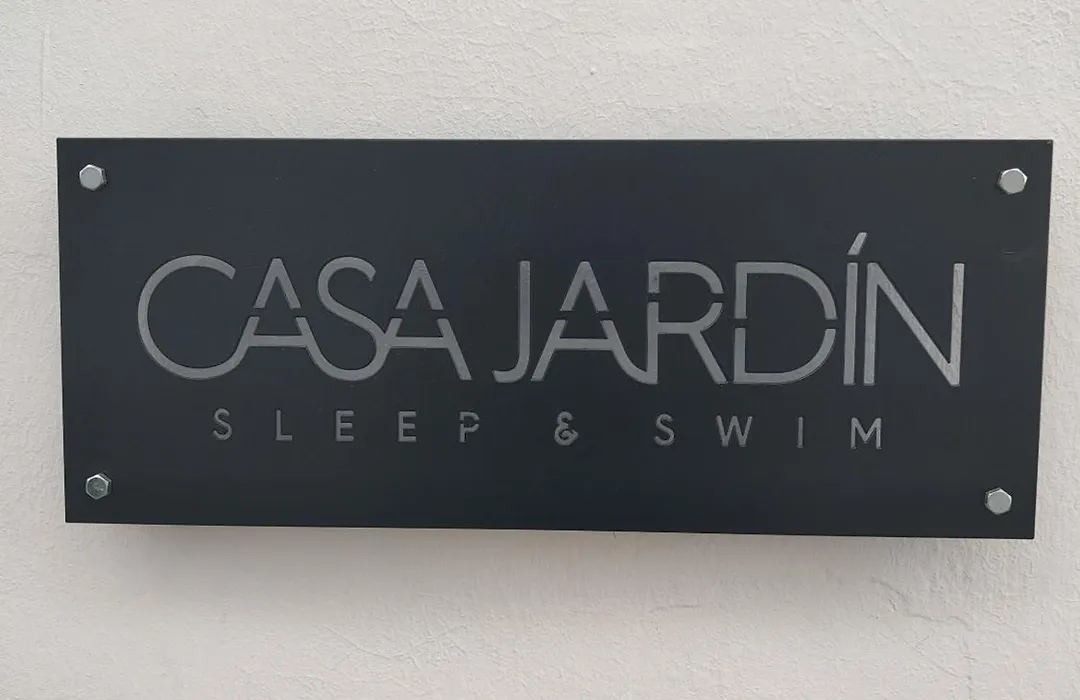 CASA JARDÍN
SLEEP & SWIM